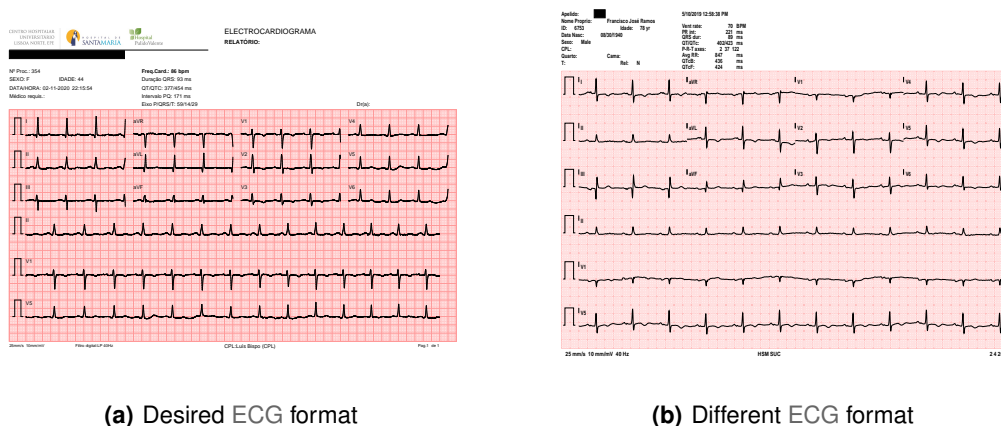 CENTRO HOSPITALAR
UNIVERSITÁRIO
LISBOA NORTE, EPE
HOSPITAL DE
SANTAMARIA
Hospital
Pulido Valente
ELECTROCARDIOGRAMA
RELATÓRIO:
Nº Proc.: 354
SEXO: F IDADE: 44
DATA/HORA: 02-11-2020 22:15:54
Médico requis.:
Freq.Card.: 86 bpm
Duração QRS: 93 ms
QT/QTC: 377/454 ms
Intervalo PQ: 171 ms
Eixo P/QRS/T: 59/14/29
Dr(a):
I aVR V1 V4
II aVL V2 V5
III aVF V3 V6
II
V1
V5
25mm/s 10mm/mV Filtro digital:LP 40Hz CPL:Luis Bispo (CPL) Pag.1 de 1
(a) Desired ECG format
Apelido:
Nome Proprio: Francisco José Ramos
ID: 6753 Idade: 78 yr
Data Nasc: 08/30/1940
Sexo: Male
CPL:
Quarto: Cama:
T: Rel: N
5/10/2019 12:58:38 PM
Vent rate: 70 BPM
PR int: 221 ms
QRS dur: 89 ms
QT/QTc: 402/423 ms
P-R-T axes: 2 37 122
Avg RR: 847 ms
QTcB: 436 ms
QTcF: 424 ms
I aVR V1 V4
II aVL V2 V5
III aVF V3 V6
II
V1
V5
25 mm/s 10 mm/mV 40 Hz HSM SUC 2 4 2
(b) Different ECG format